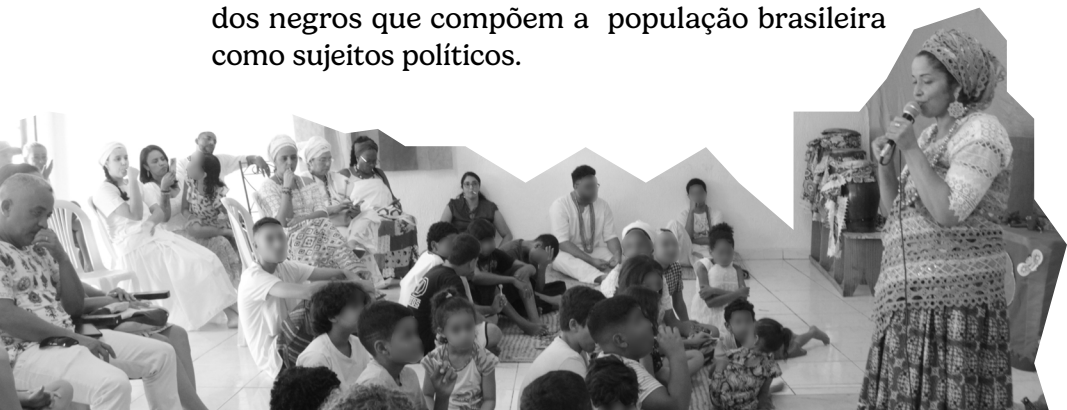 dos negros que compõem a população brasileira
como sujeitos políticos.